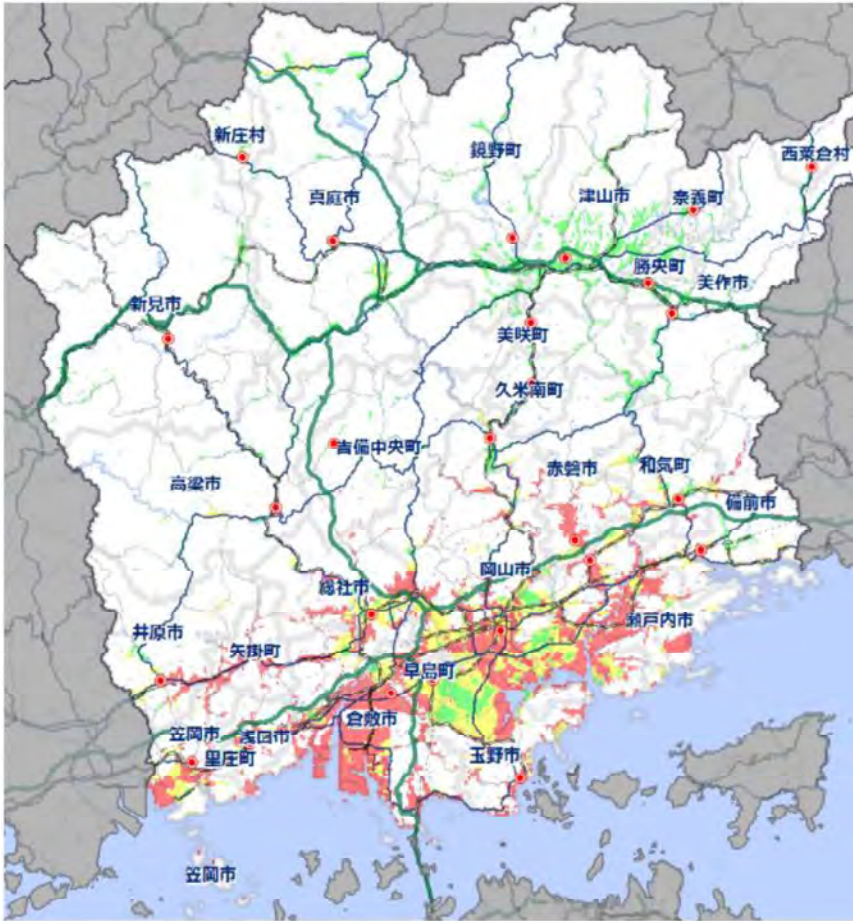 新庄村
鏡野町
西粟倉村
真庭市
津山市
奈義町
勝央町
美作市
新見市
美咲町
久米南町
吉備中央町
赤磐市
和気町
高梁市
備前市
岡山市
総社市
瀬戸内市
井原市
矢掛町
早島町
倉敷市
笠岡市
浅口市
里庄町
玉野市
笠岡市